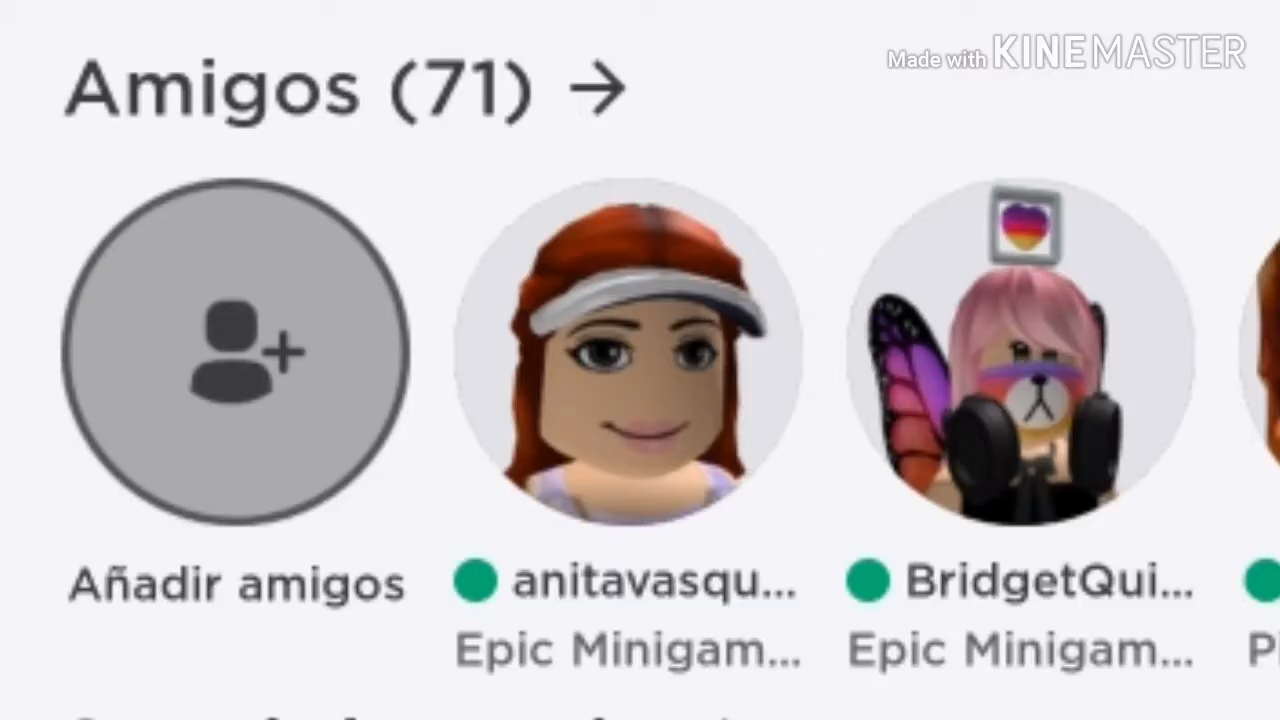 Made with KINEMASTER
Amigos (71) →
Añadir amigos
anitavasqu...
BridgetQui...
Epic Minigam...
Epic Minigam...